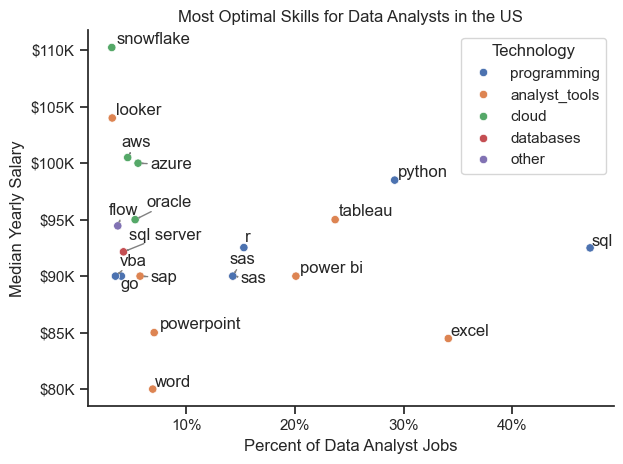 Most Optimal Skills for Data Analysts in the US
Median Yearly Salary
$110K
$105K
$100K
$95K
$90K
$85K
$80K
snowflake
looker
aws
azure
oracle
flow
sql server
vba
go
sap
r
sas
sas
python
tableau
power bi
sql
powerpoint
excel
word
Technology
programming
analyst_tools
cloud
databases
other
10%
20%
30%
40%
Percent of Data Analyst Jobs